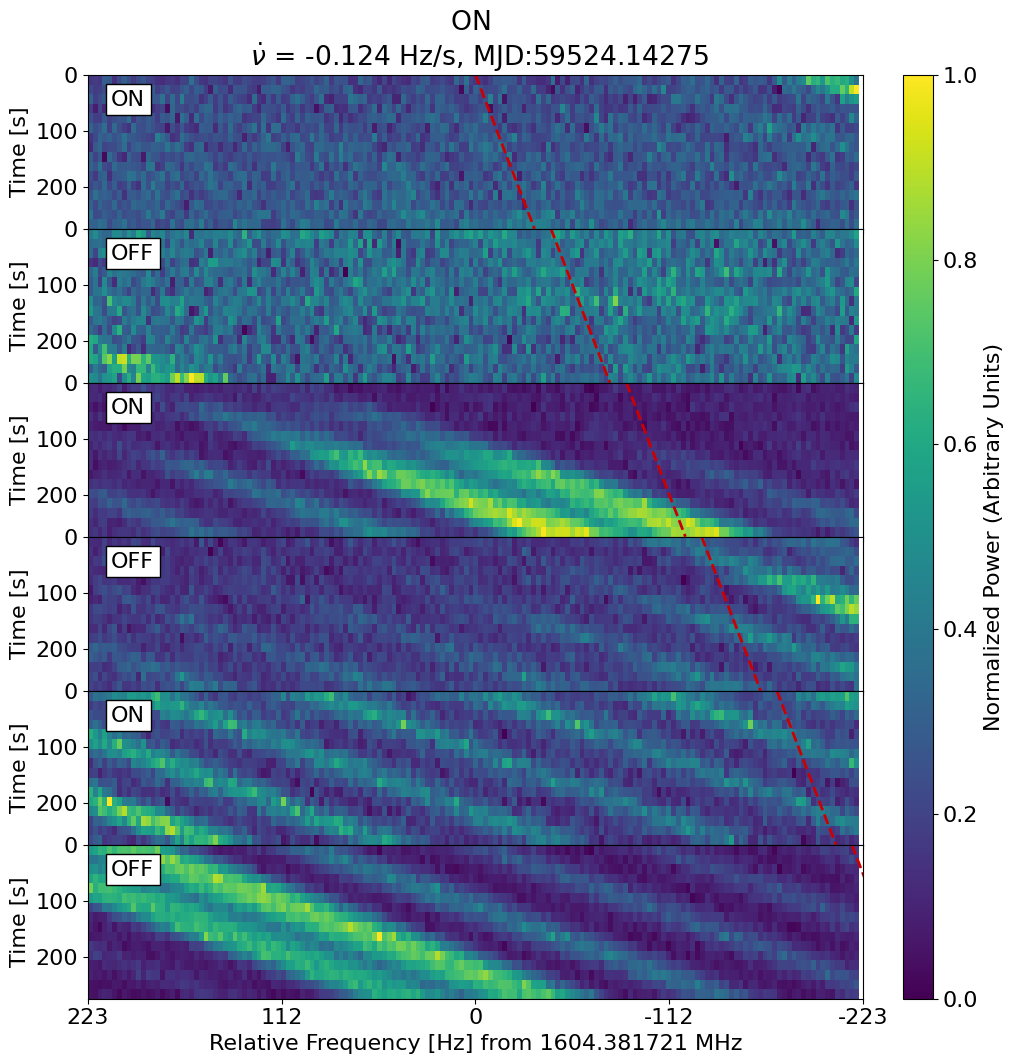 ON
ν̇ = -0.124 Hz/s, MJD:59524.14275
0
ON
100
200
Time [s]
0
OFF
100
200
Time [s]
0
ON
100
200
Time [s]
0
OFF
100
200
Time [s]
0
ON
100
200
Time [s]
0
OFF
100
200
Time [s]
223 112 0 -112 -223
Relative Frequency [Hz] from 1604.381721 MHz
1.0
0.8
0.6
0.4
0.2
0.0
Normalized Power (Arbitrary Units)